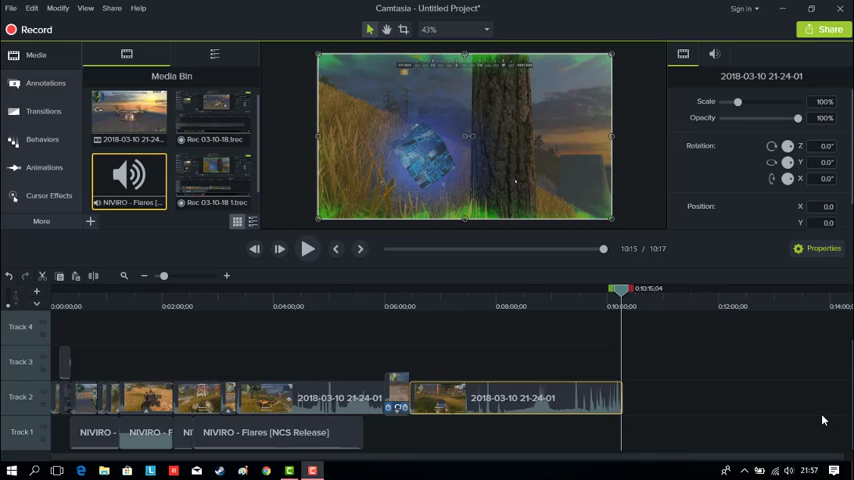 File Edit Modify View Share Help
Camtasia - Untitled Project*
Sign In
Record
43%
Share
Media
Annotations
Transitions
Behaviors
Animations
Cursor Effects
More
Media Bin
2018-03-10 21-24...
Rec 03-10-18.trec
NIVIRO - Flares [...
Rec 03-10-18 1.trec
2018-03-10 21-24-01
Scale 100%
Opacity 100%
Rotation: Z 0.0°
Y 0.0°
X 0.0°
Position: X 0.0
Y 0.0
10:15 / 10:17
Properties
0:10:15;04
0:00:00;00 0:02:00;00 0:04:00;00 0:06:00;00 0:08:00;00 0:10:00;00 0:12:00;00 0:14:00;0
Track 4
Track 3
Track 2
2018-03-10 21-24-01
2018-03-10 21-24-01
Track 1
NIVIRO -
NIVIRO - F
NI
NIVIRO - Flares [NCS Release]
21:57